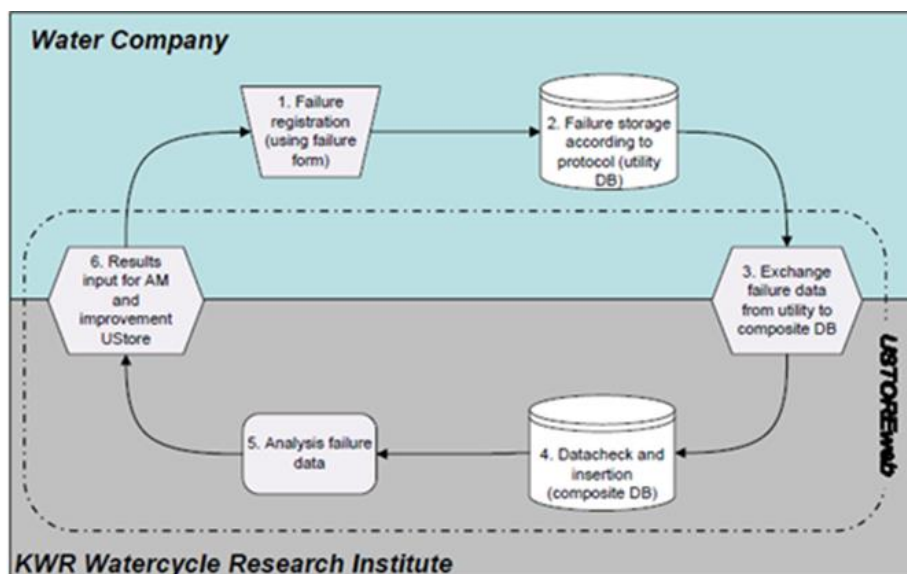 Water Company
1. Failure
registration
(using failure
form)
2. Failure storage
according to
protocol (utility
DB)
3. Exchange
failure data
from utility to
composite DB
4. Datacheck and
insertion
(composite DB)
5. Analysis failure
data
6. Results
input for AM
and
improvement
UStore
USTOREweb
KWR Watercycle Research Institute